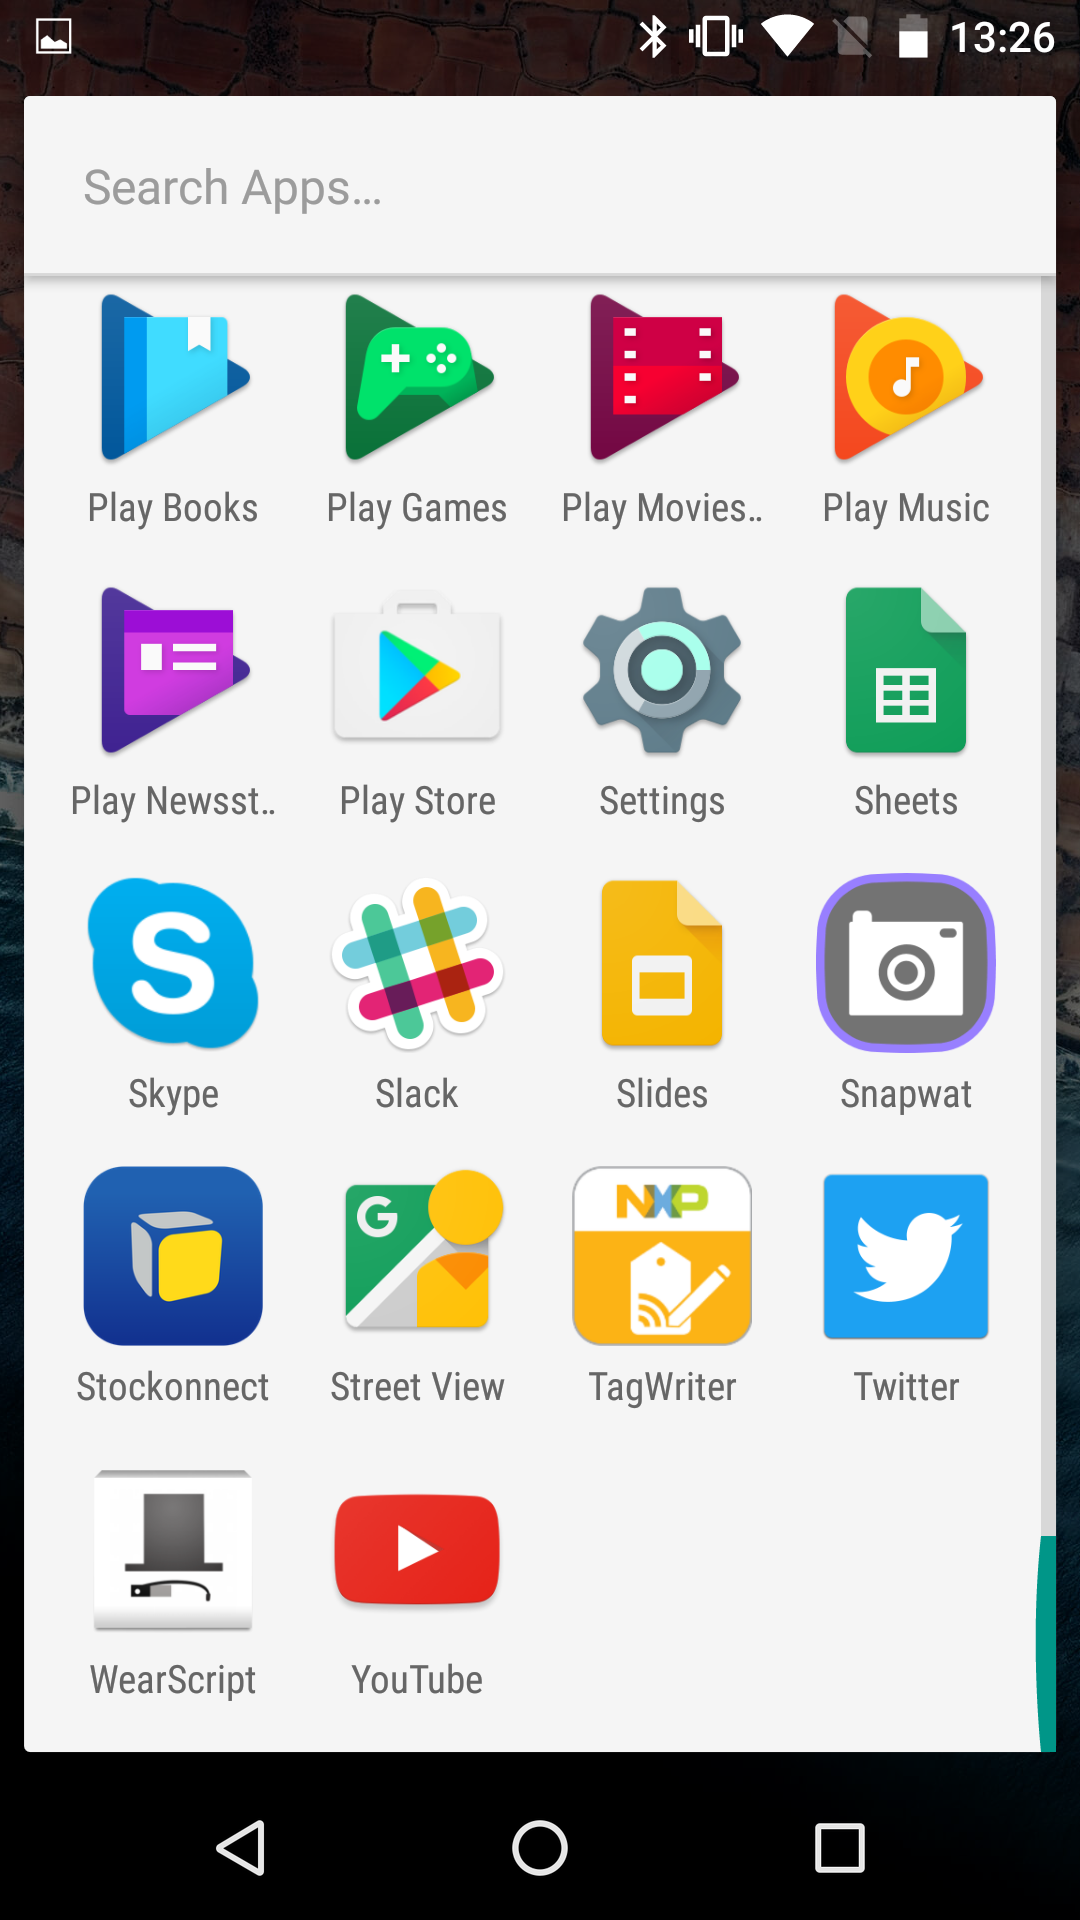 13:26
Search Apps…
Play Books
Play Games
Play Movies..
Play Music
Play Newsst..
Play Store
Settings
Sheets
S
Skype
Slack
Slides
Snapwat
G
NXP
Stockonnect
Street View
TagWriter
Twitter
WearScript
YouTube